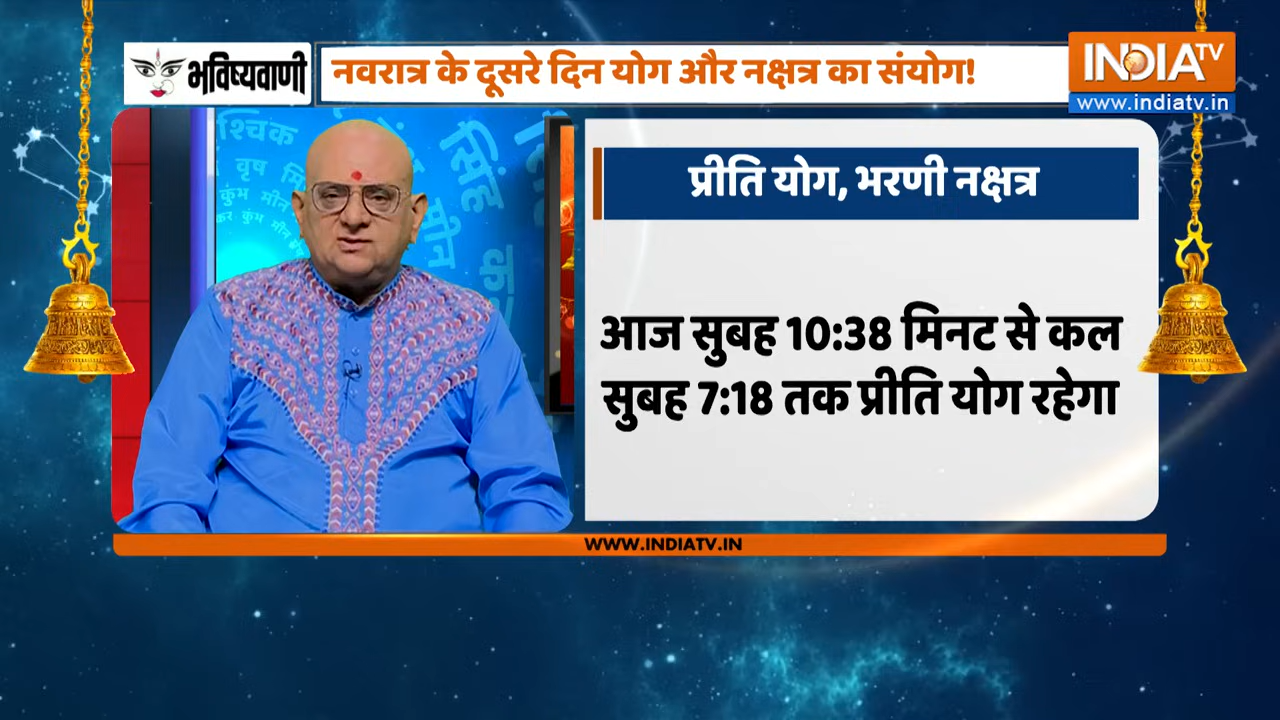 भविष्यवाणी
नवरात्र के दूसरे दिन योग और नक्षत्र का संयोग!
INDIA TV
www.indiatv.in
श्चिक
सिंह
वृष
कुंभ मीन
कुंभ मीन
मीन
प्रीति योग, भरणी नक्षत्र
आज सुबह 10:38 मिनट से कल
सुबह 7:18 तक प्रीति योग रहेगा
WWW.INDIATV.IN